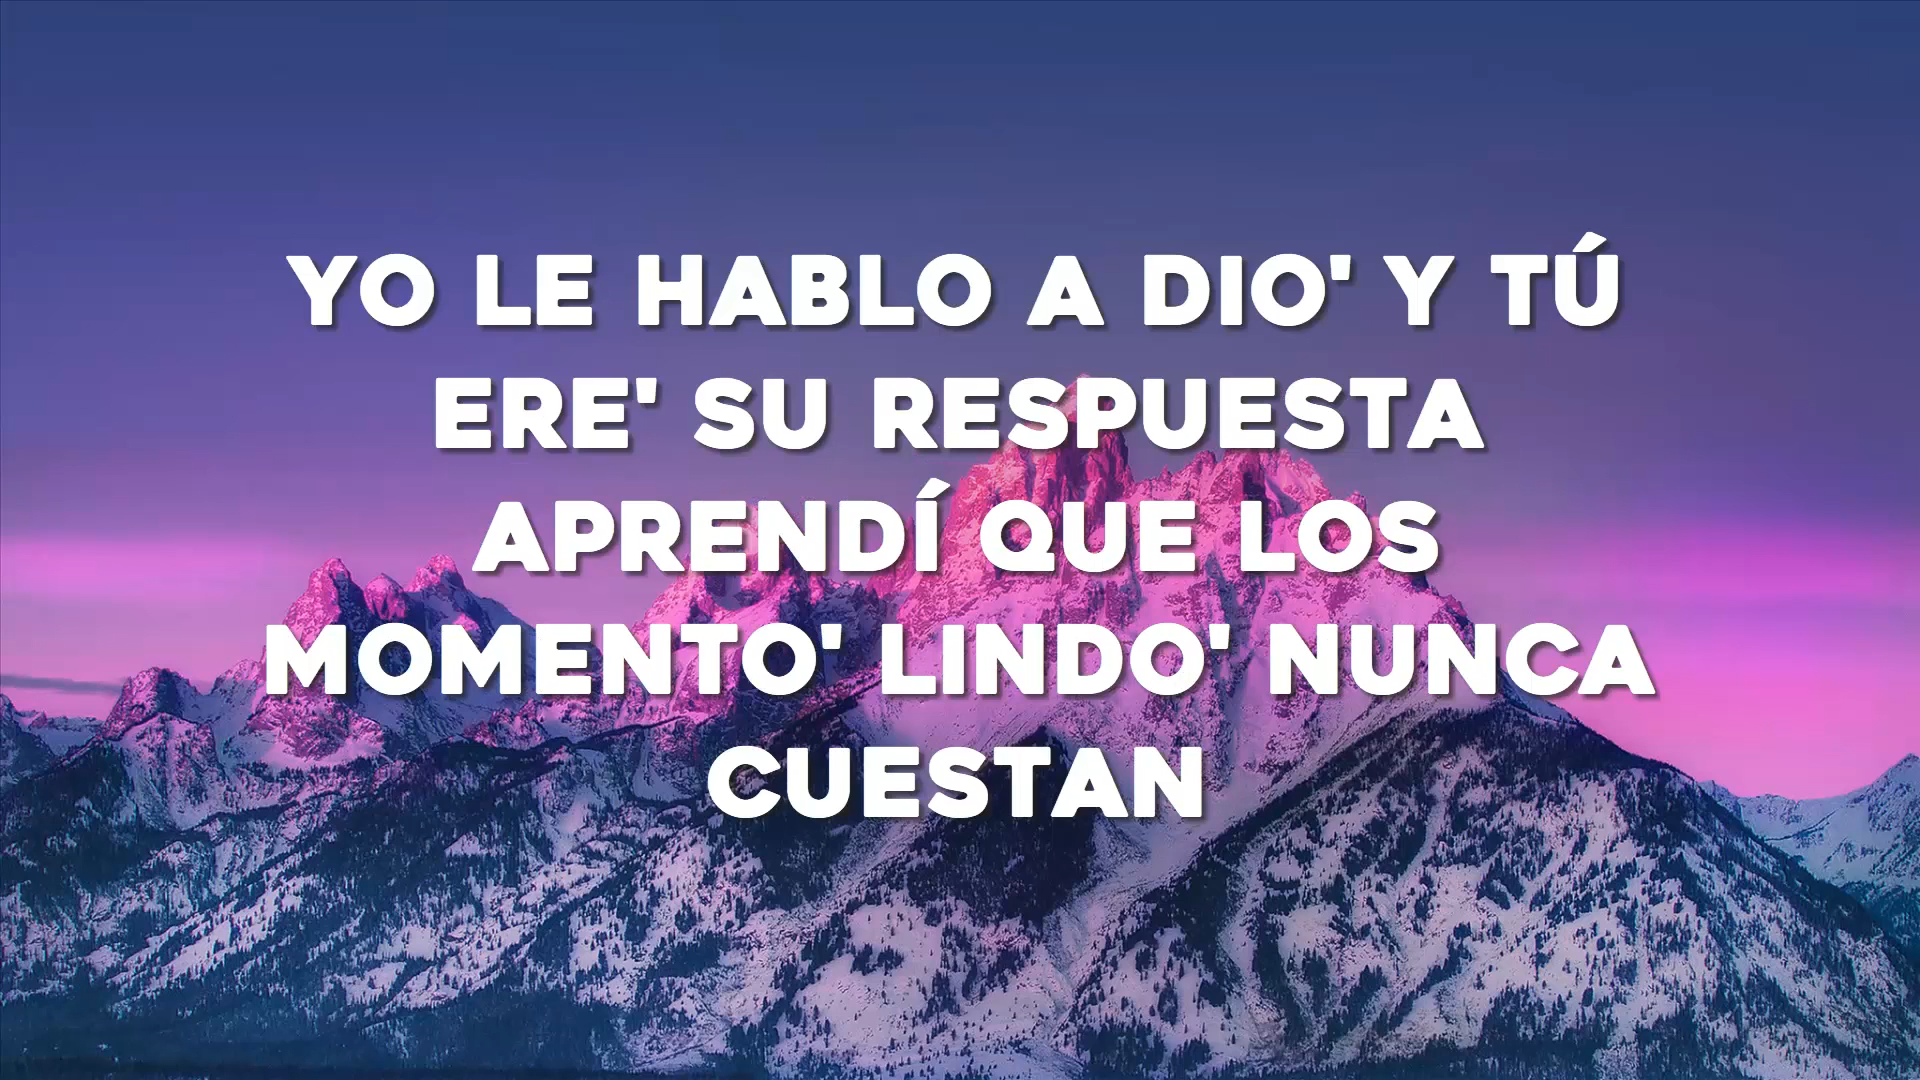 YO LE HABLO A DIO' Y TÚ
ERE' SU RESPUESTA
APRENDÍ QUE LOS
MOMENTO' LINDO' NUNCA
CUESTAN